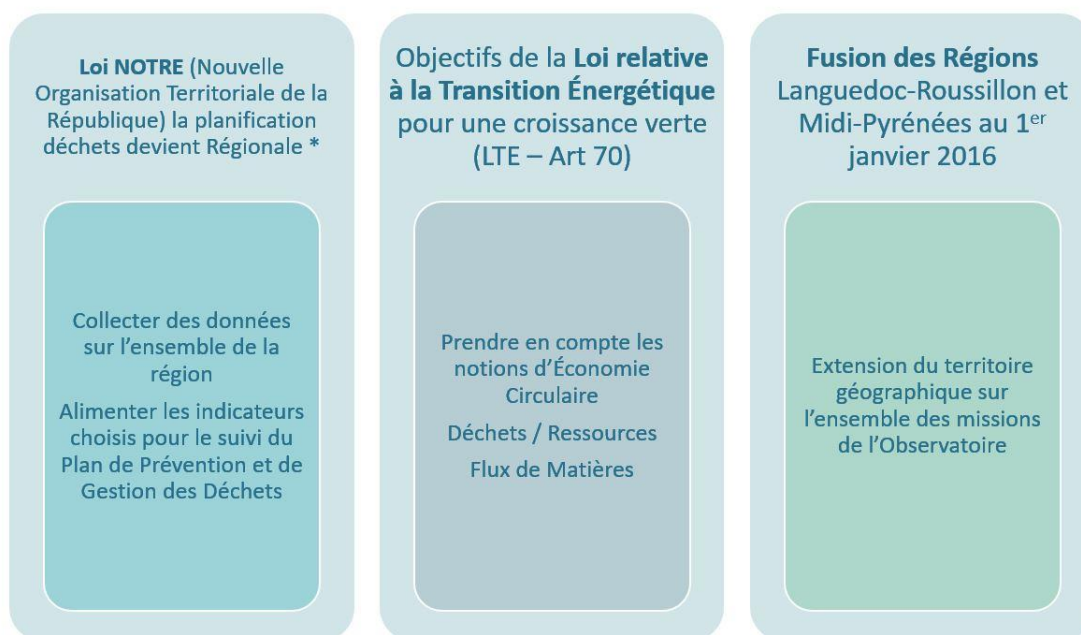 Loi NOTRE (Nouvelle
Organisation Territoriale de la
République) la planification
déchets devient Régionale *
Collecter des données
sur l’ensemble de la
région
Alimenter les indicateurs
choisis pour le suivi du
Plan de Prévention et de
Gestion des Déchets
Objectifs de la Loi relative
à la Transition Énergétique
pour une croissance verte
(LTE – Art 70)
Prendre en compte les
notions d’Économie
Circulaire
Déchets / Ressources
Flux de Matières
Fusion des Régions
Languedoc-Roussillon et
Midi-Pyrénées au 1er
janvier 2016
Extension du territoire
géographique sur
l’ensemble des missions
de l’Observatoire